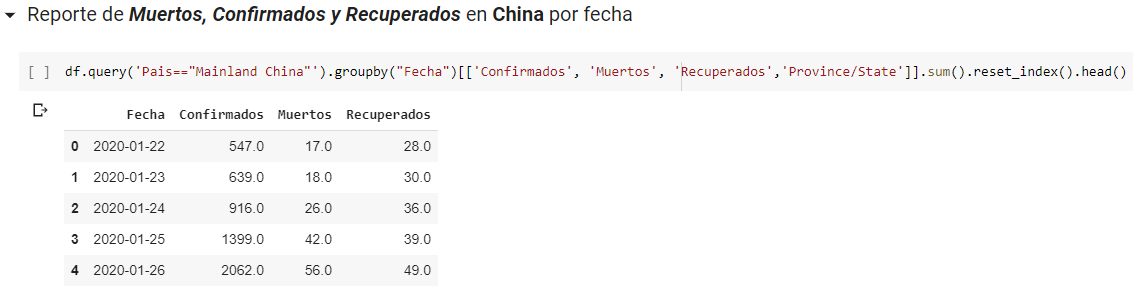 Reporte de Muertos, Confirmados y Recuperados en China por fecha
[ ] df.query('Pais=="Mainland China"').groupby("Fecha")[['Confirmados', 'Muertos', 'Recuperados','Province/State']].sum().reset_index().head()
Fecha Confirmados Muertos Recuperados
0 2020-01-22 547.0 17.0 28.0
1 2020-01-23 639.0 18.0 30.0
2 2020-01-24 916.0 26.0 36.0
3 2020-01-25 1399.0 42.0 39.0
4 2020-01-26 2062.0 56.0 49.0